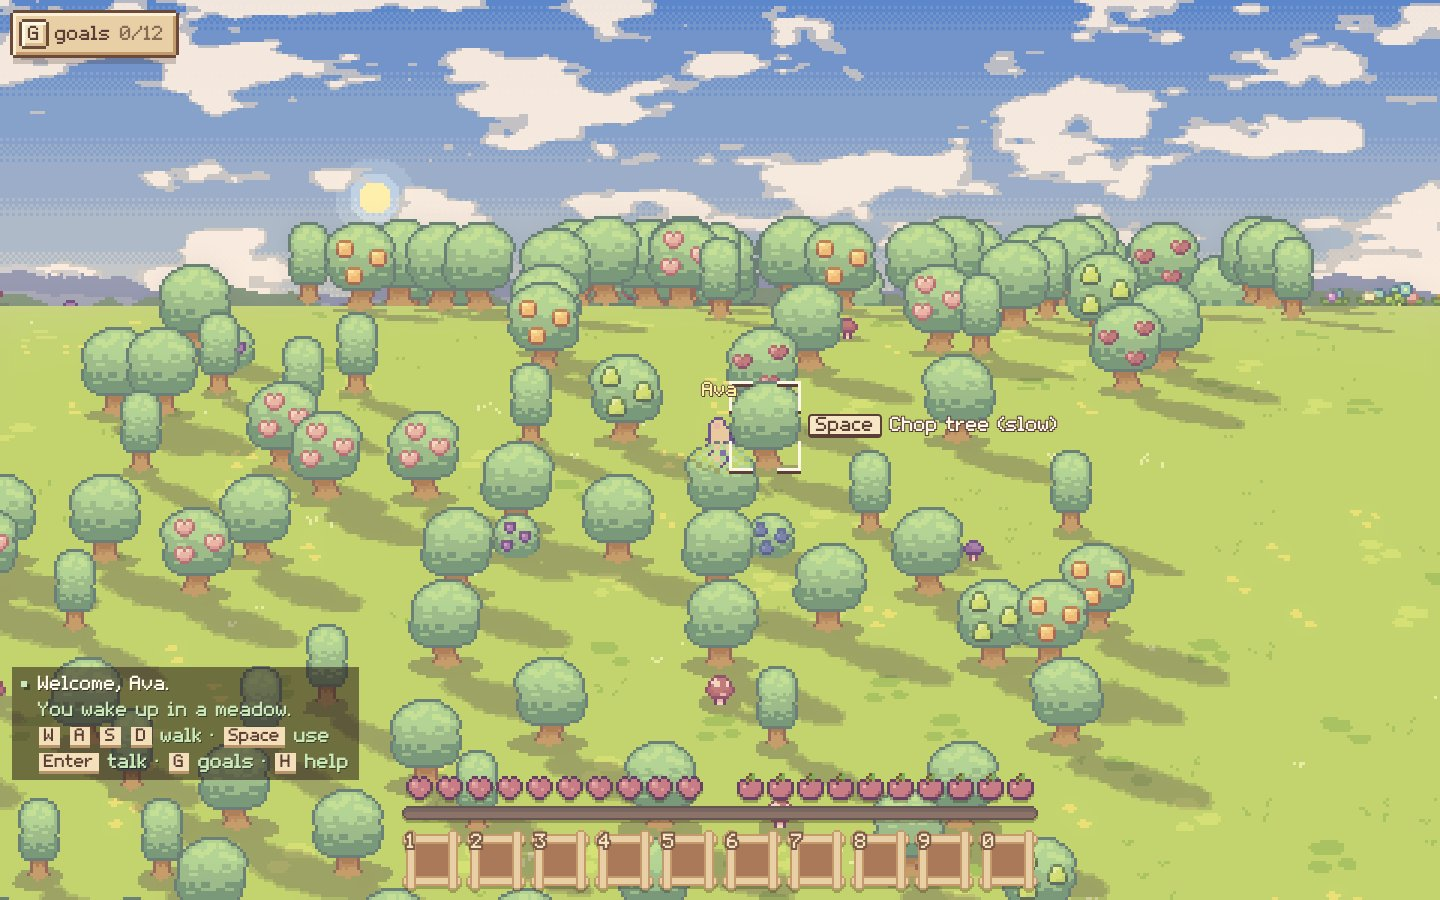 G goals 0/12
Ava
Space Chop tree (slow)
Welcome, Ava.
You wake up in a meadow.
W A S D walk · Space use
Enter talk · G goals · H help
1 2 3 4 5 6 7 8 9 0